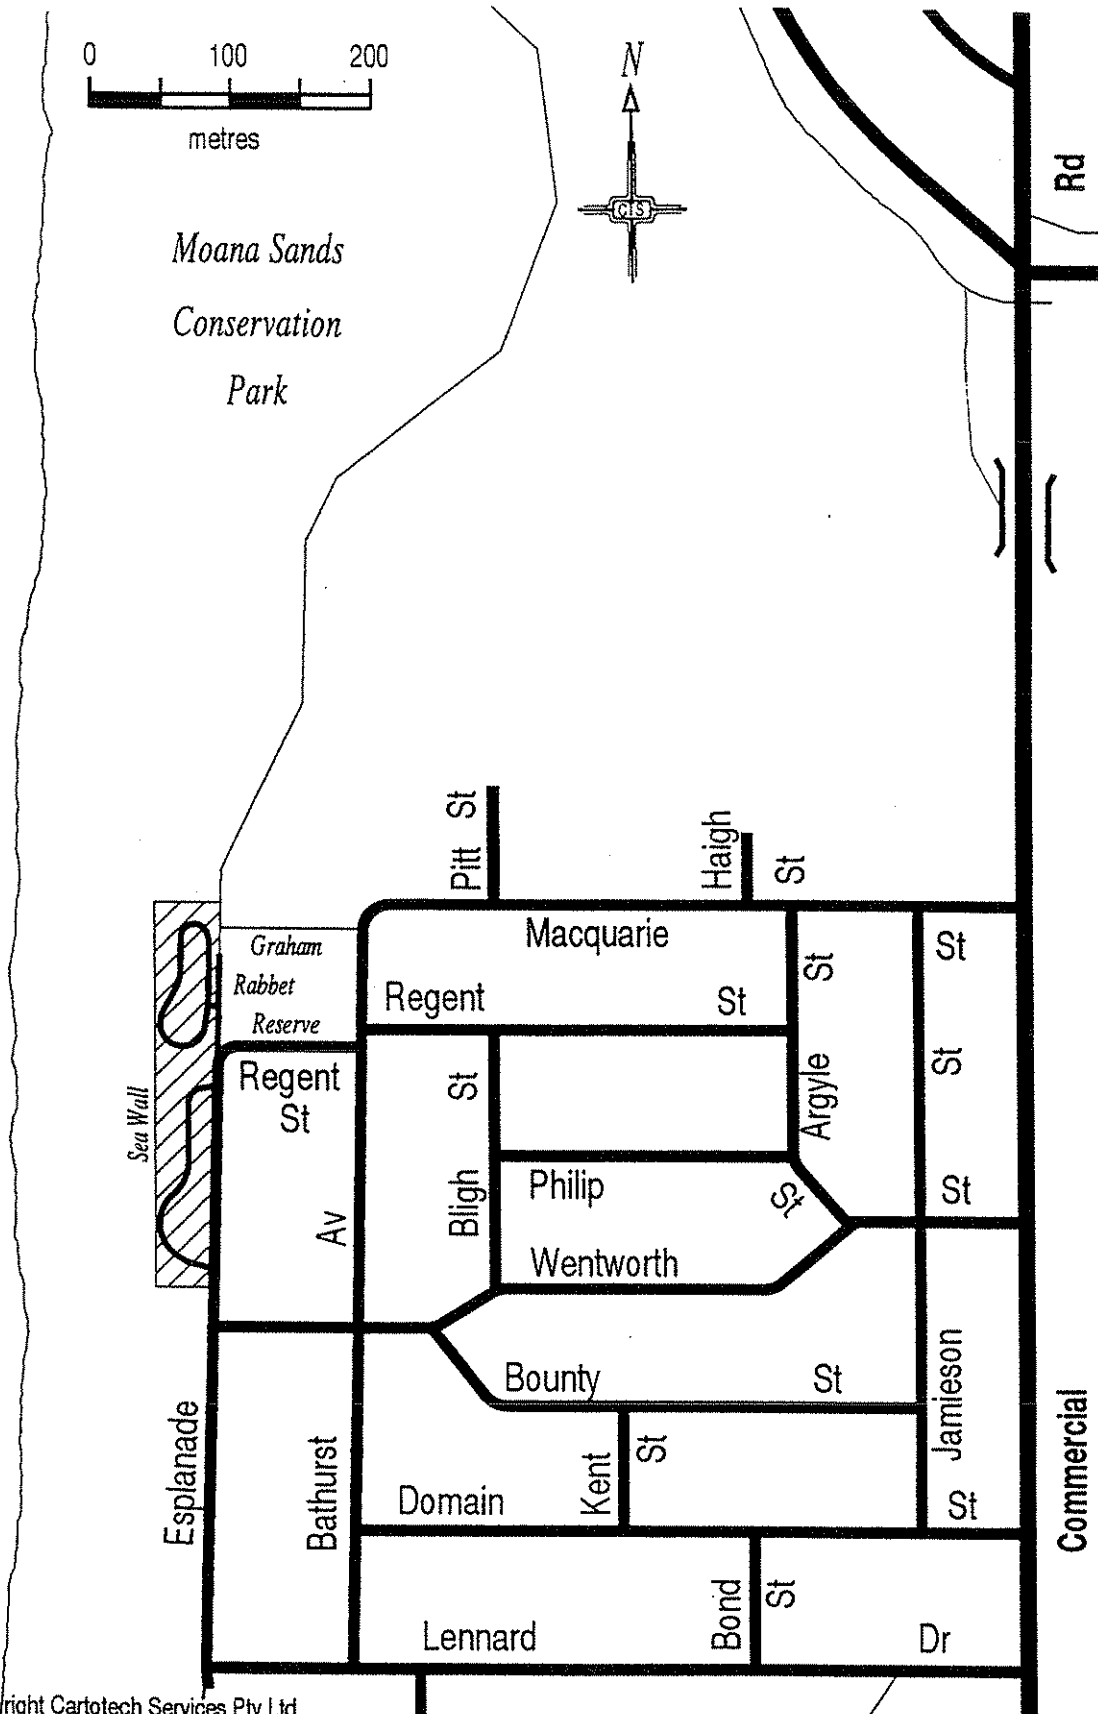 0 100 200
metres
N
CTS
Rd
Moana Sands
Conservation
Park
Pitt St
Haigh St
Macquarie St
Graham
Rabbet
Reserve
Regent St
Regent
St
Argyle St
Sea Wall
Bligh St
Philip St
Wentworth St
Bathurst Av
Bounty St
Jamieson St
Esplanade
Kent St
Domain St
Commercial
Bond St
Lennard Dr
right Cartotech Services Pty Ltd